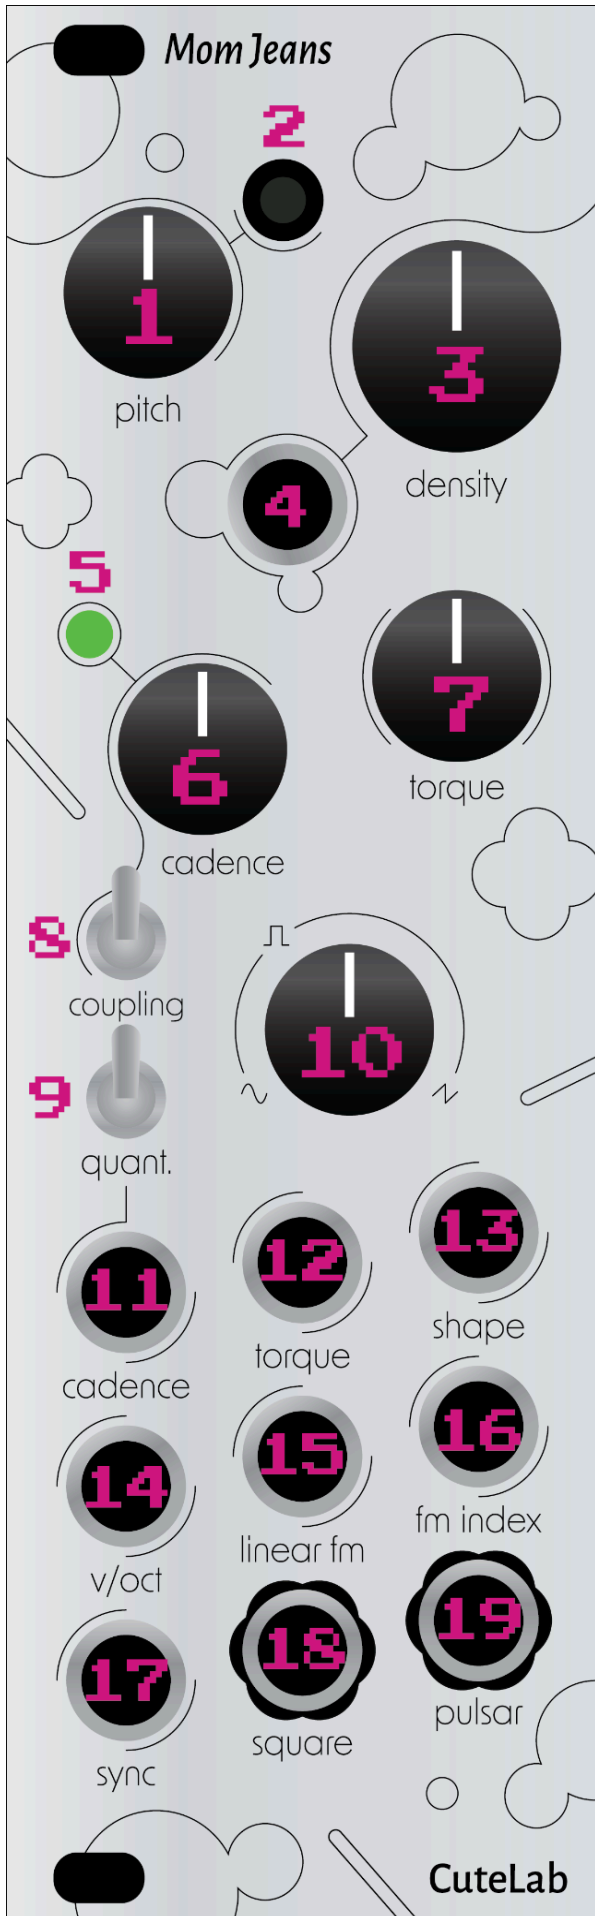 Mom Jeans
2
1
pitch
3
density
4
5
7
torque
6
cadence
8
coupling
10
9
quant.
11
cadence
12
torque
13
shape
14
v/oct
15
linear fm
16
fm index
17
sync
18
square
19
pulsar
CuteLab